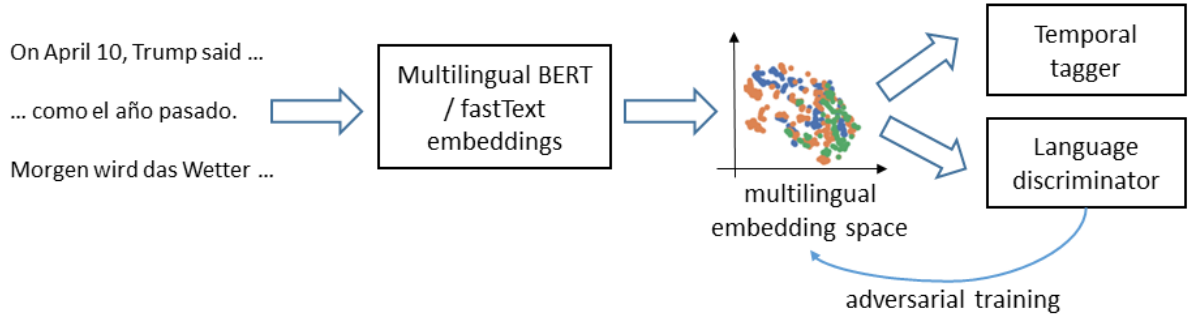 On April 10, Trump said ...
... como el año pasado.
Morgen wird das Wetter ...
Multilingual BERT
/ fastText
embeddings
multilingual
embedding space
Temporal
tagger
Language
discriminator
adversarial training